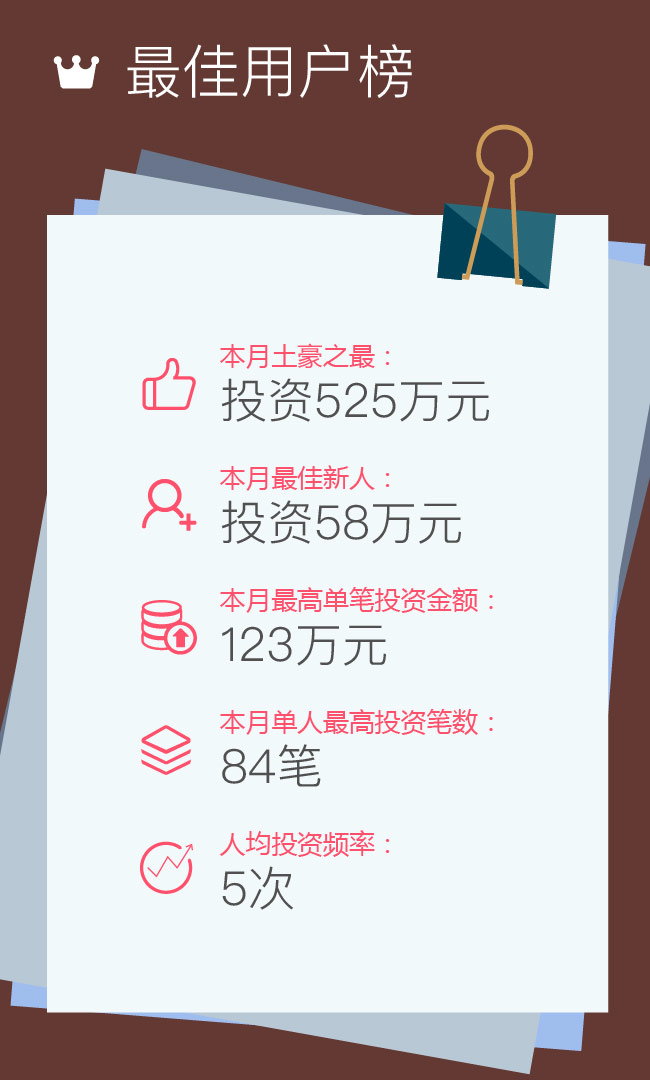 最佳用户榜
本月土豪之最：
投资525万元
本月最佳新人：
投资58万元
本月最高单笔投资金额：
123万元
本月单人最高投资笔数：
84笔
人均投资频率：
5次